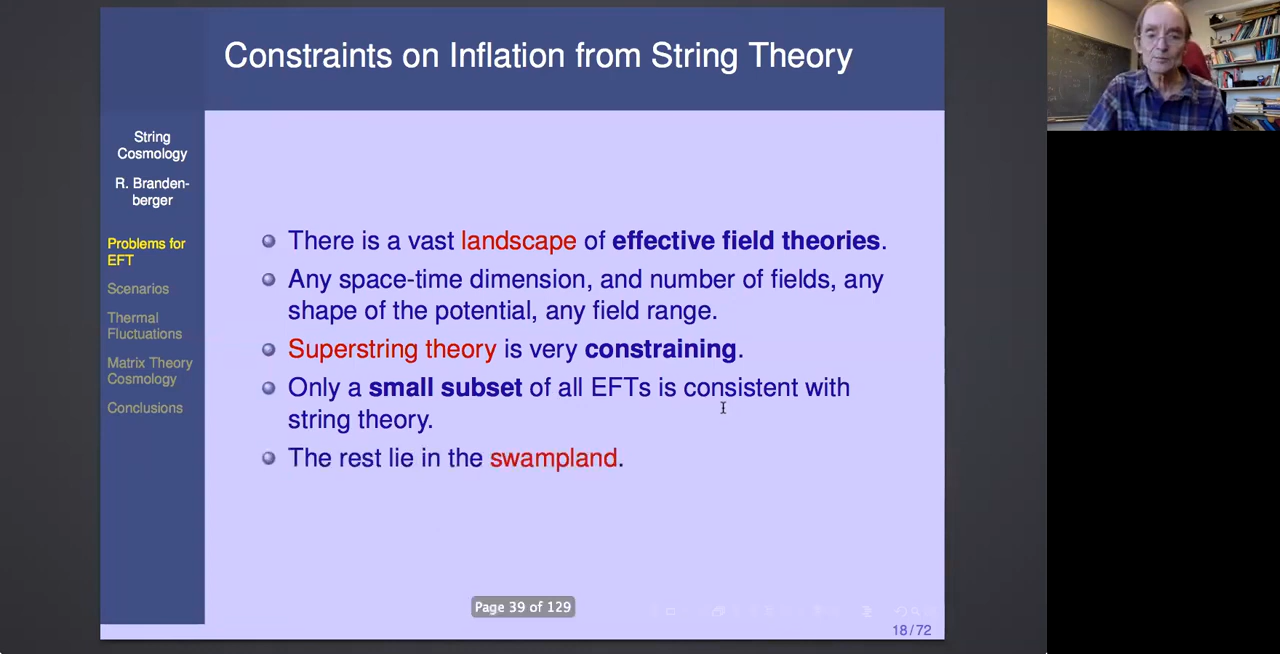 Constraints on Inflation from String Theory
String
Cosmology
R. Branden-
berger
Problems for
EFT
Scenarios
Thermal
Fluctuations
Matrix Theory
Cosmology
Conclusions
There is a vast landscape of effective field theories.
Any space-time dimension, and number of fields, any
shape of the potential, any field range.
Superstring theory is very constraining.
Only a small subset of all EFTs is consistent with
string theory.
The rest lie in the swampland.
Page 39 of 129
18/72